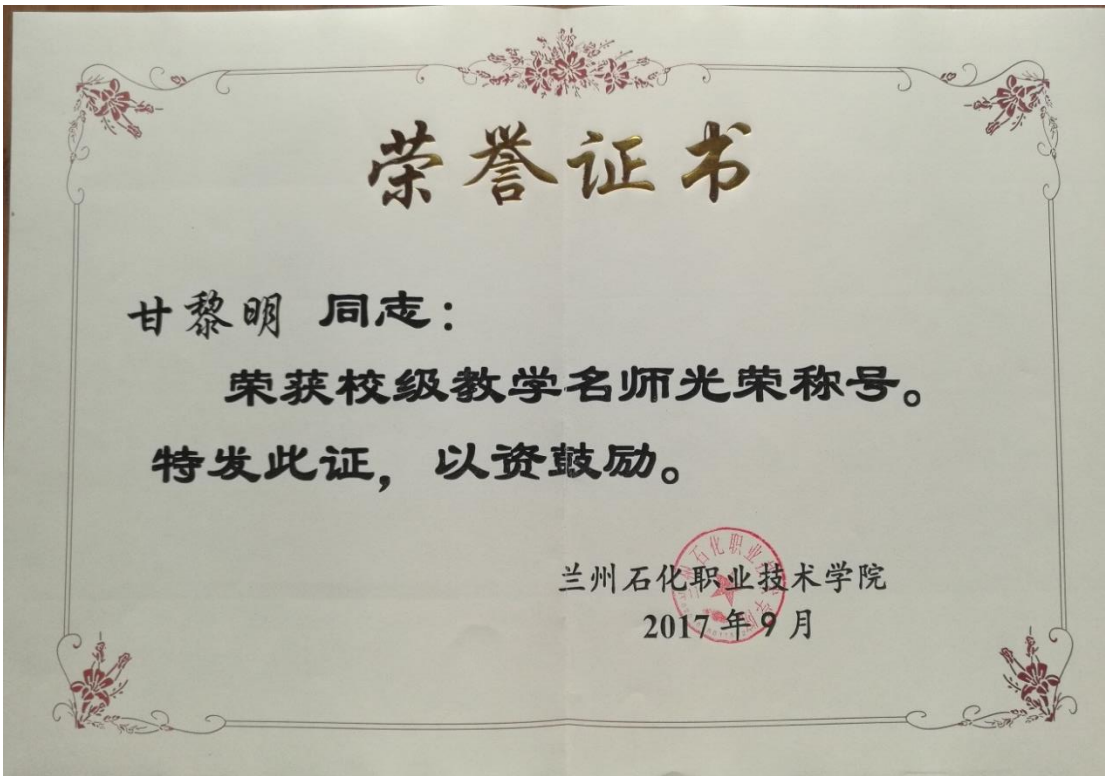 荣誉证书
甘黎明 同志：
荣获校级教学名师光荣称号。
特发此证，以资鼓励。
兰州石化职业技术学院
2017年9月